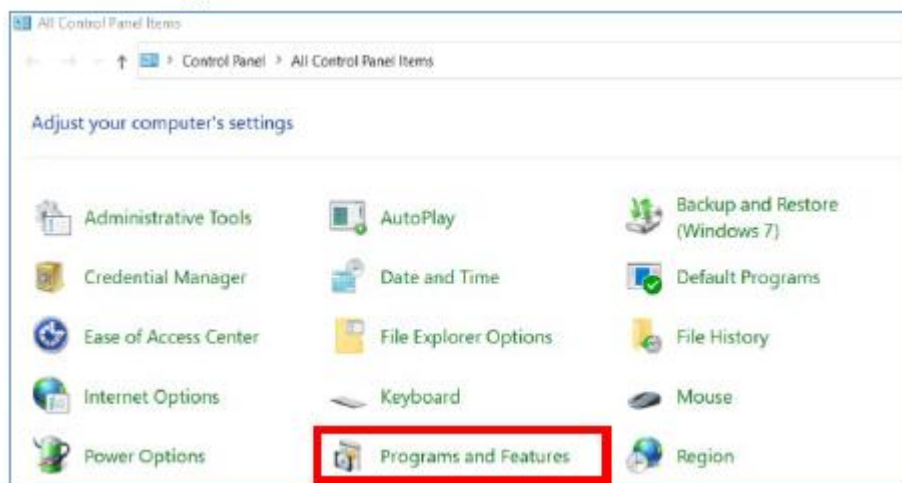 All Control Panel Items
Control Panel > All Control Panel Items
Adjust your computer's settings
Administrative Tools
AutoPlay
Backup and Restore
(Windows 7)
Credential Manager
Date and Time
Default Programs
Ease of Access Center
File Explorer Options
File History
Internet Options
Keyboard
Mouse
Power Options
Programs and Features
Region